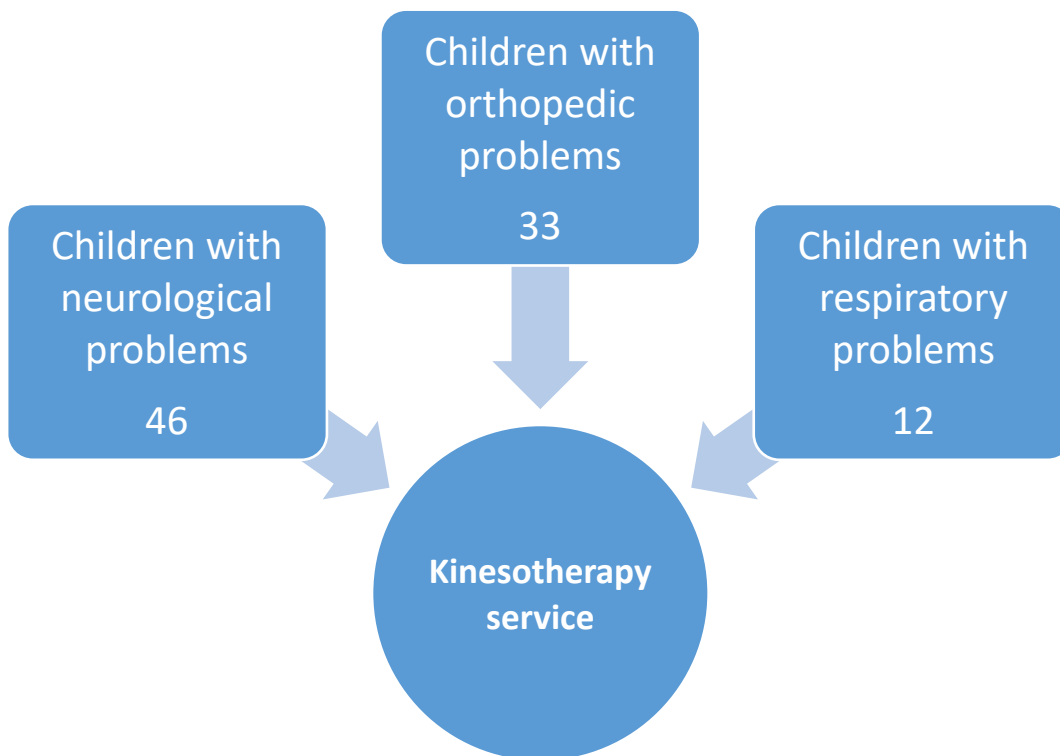 Children with
orthopedic
problems
33
Children with
neurological
problems
46
Children with
respiratory
problems
12
Kinesotherapy
service